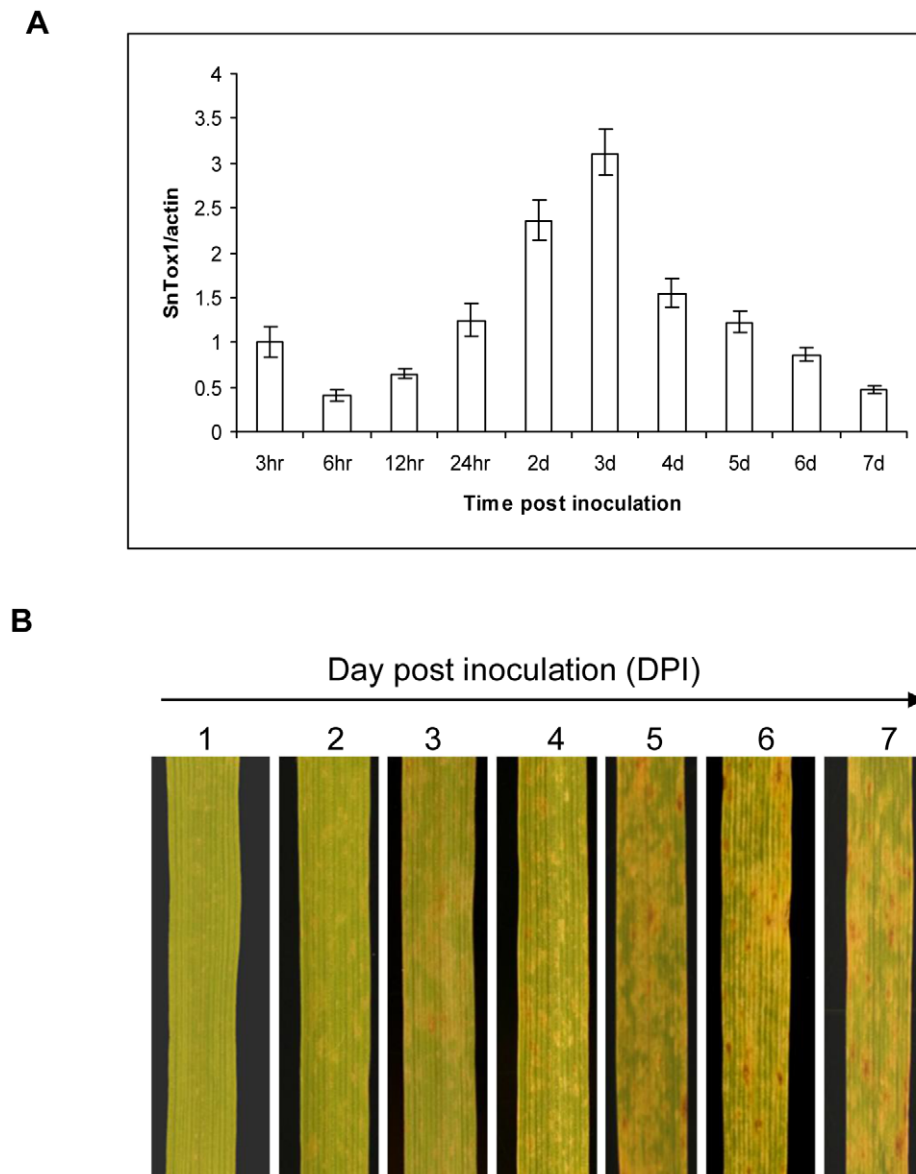 A
4
3.5
3
2.5
2
1.5
1
0.5
0
SnTox1/actin
3hr 6hr 12hr 24hr 2d 3d 4d 5d 6d 7d
Time post inoculation
B
Day post inoculation (DPI)
1 2 3 4 5 6 7